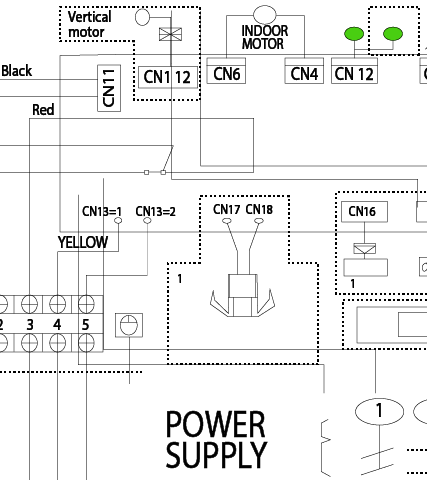 Vertical
motor
INDOOR
MOTOR
Black
CN11
CN1 12
CN6
CN4
CN 12
Red
CN13=1
CN13=2
CN17
CN18
CN16
YELLOW
1
1
2
3
4
5
POWER
SUPPLY
1